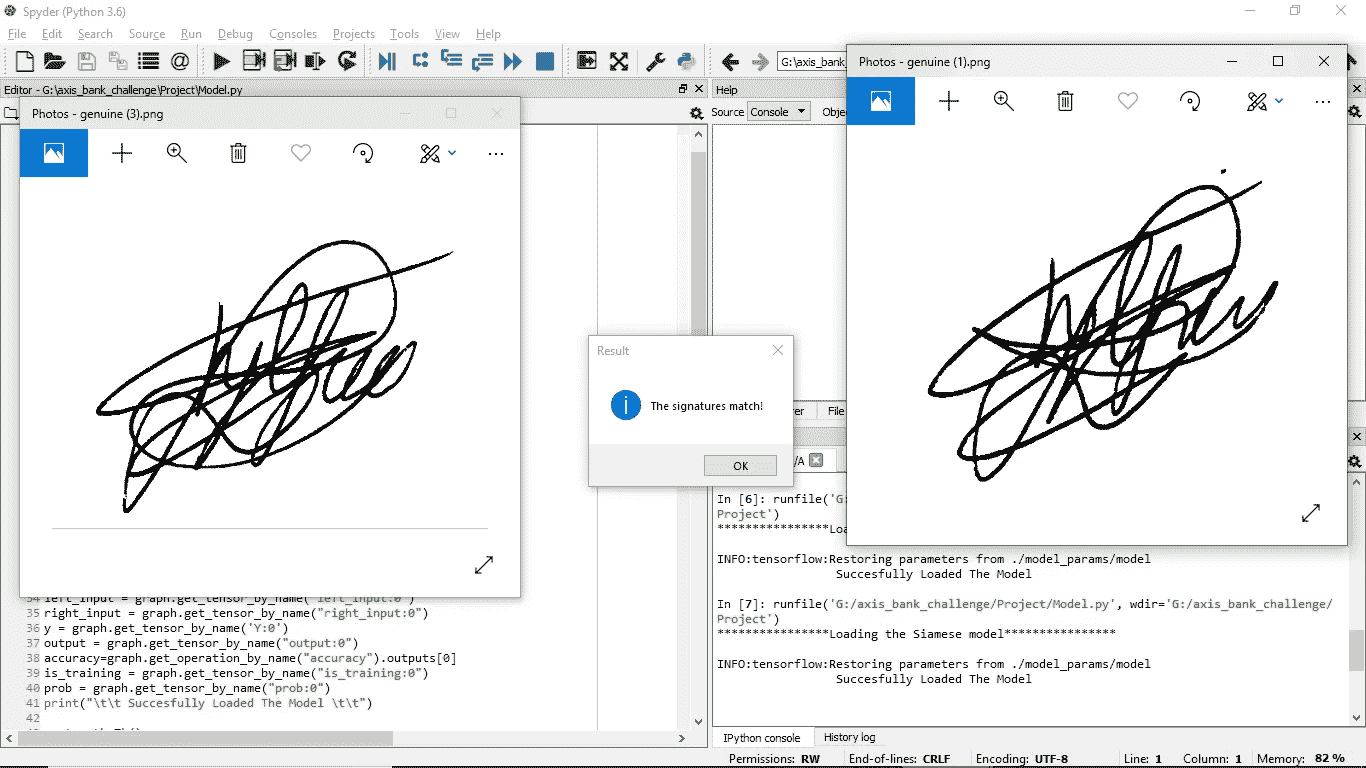 Spyder (Python 3.6)
File Edit Search Source Run Debug Consoles Projects Tools View Help
G:\axis_bank_
Editor - G:\axis_bank_challenge\Project\Model.py
Help
Source Console Objec
Photos - genuine (3).png
Photos - genuine (1).png
Result
The signatures match!
OK
rer File
/A
34 left_input = graph.get_tensor_by_name("left_input:0")
35 right_input = graph.get_tensor_by_name("right_input:0")
36 y = graph.get_tensor_by_name('Y:0')
37 output = graph.get_tensor_by_name("output:0")
38 accuracy=graph.get_operation_by_name("accuracy").outputs[0]
39 is_training = graph.get_tensor_by_name("is_training:0")
40 prob = graph.get_tensor_by_name("prob:0")
41 print("\t\t Succesfully Loaded The Model \t\t")
42
In [6]: runfile('G:
Project')
****************Loa
INFO:tensorflow:Restoring parameters from ./model_params/model
Succesfully Loaded The Model
In [7]: runfile('G:/axis_bank_challenge/Project/Model.py', wdir='G:/axis_bank_challenge/
Project')
****************Loading the Siamese model****************
INFO:tensorflow:Restoring parameters from ./model_params/model
Succesfully Loaded The Model
IPython console History log
Permissions: RW End-of-lines: CRLF Encoding: UTF-8 Line: 1 Column: 1 Memory: 82 %